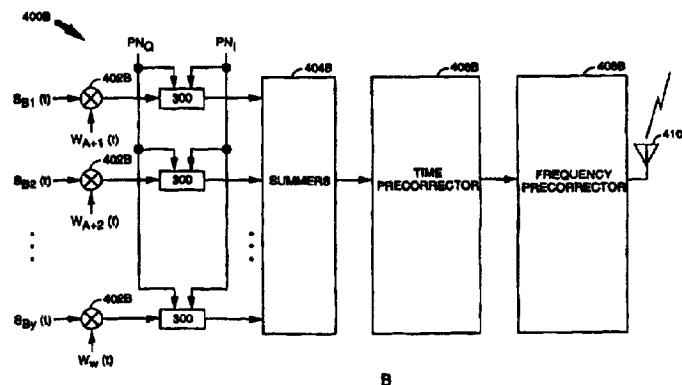 400B
PN_Q PN_I
402B 404B 406B 408B
S_B1 (t) 300
W_A+1 (t)
410
402B
S_B2 (t) 300 SUMMERS TIME PRECORRECTOR FREQUENCY PRECORRECTOR
W_A+2 (t)
402B
S_By (t) 300
W_w (t)
B